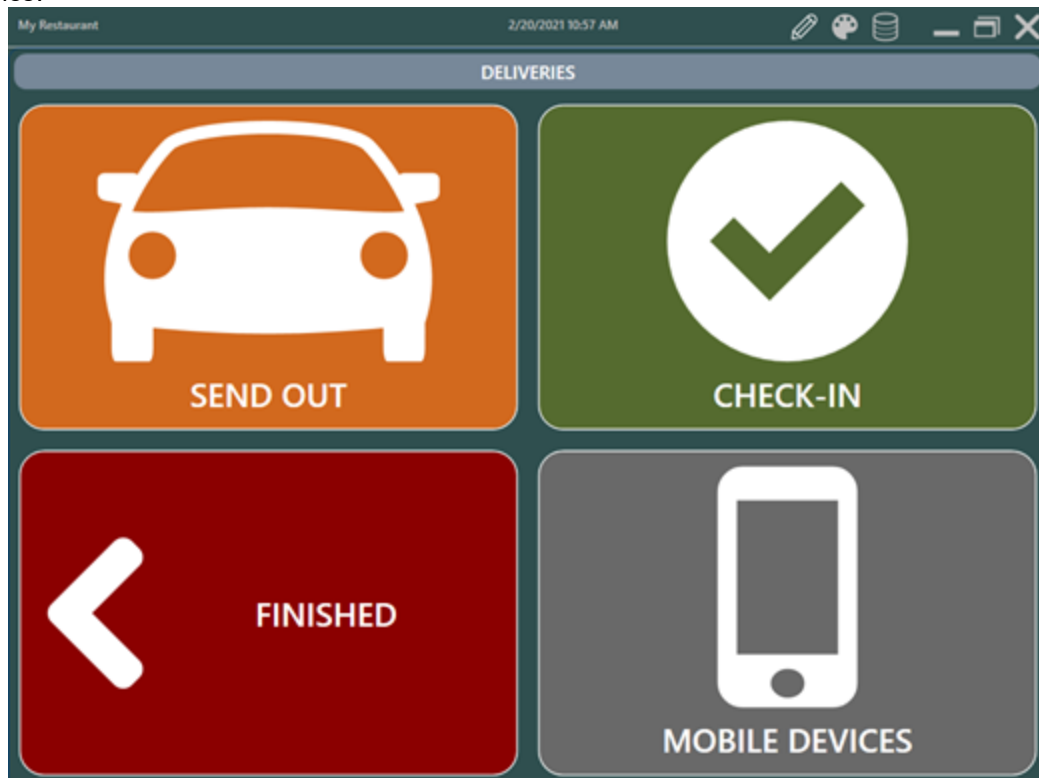 My Restaurant
2/20/2021 10:57 AM
DELIVERIES
SEND OUT
CHECK-IN
FINISHED
MOBILE DEVICES